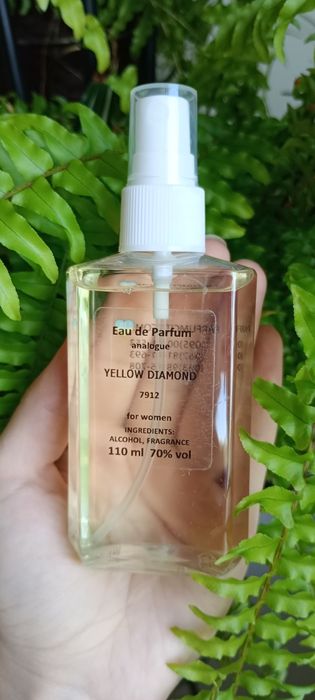 Eau de Parfum
analogue
YELLOW DIAMOND
7912
for women
INGREDIENTS:
ALCOHOL, FRAGRANCE
110 ml 70% vol